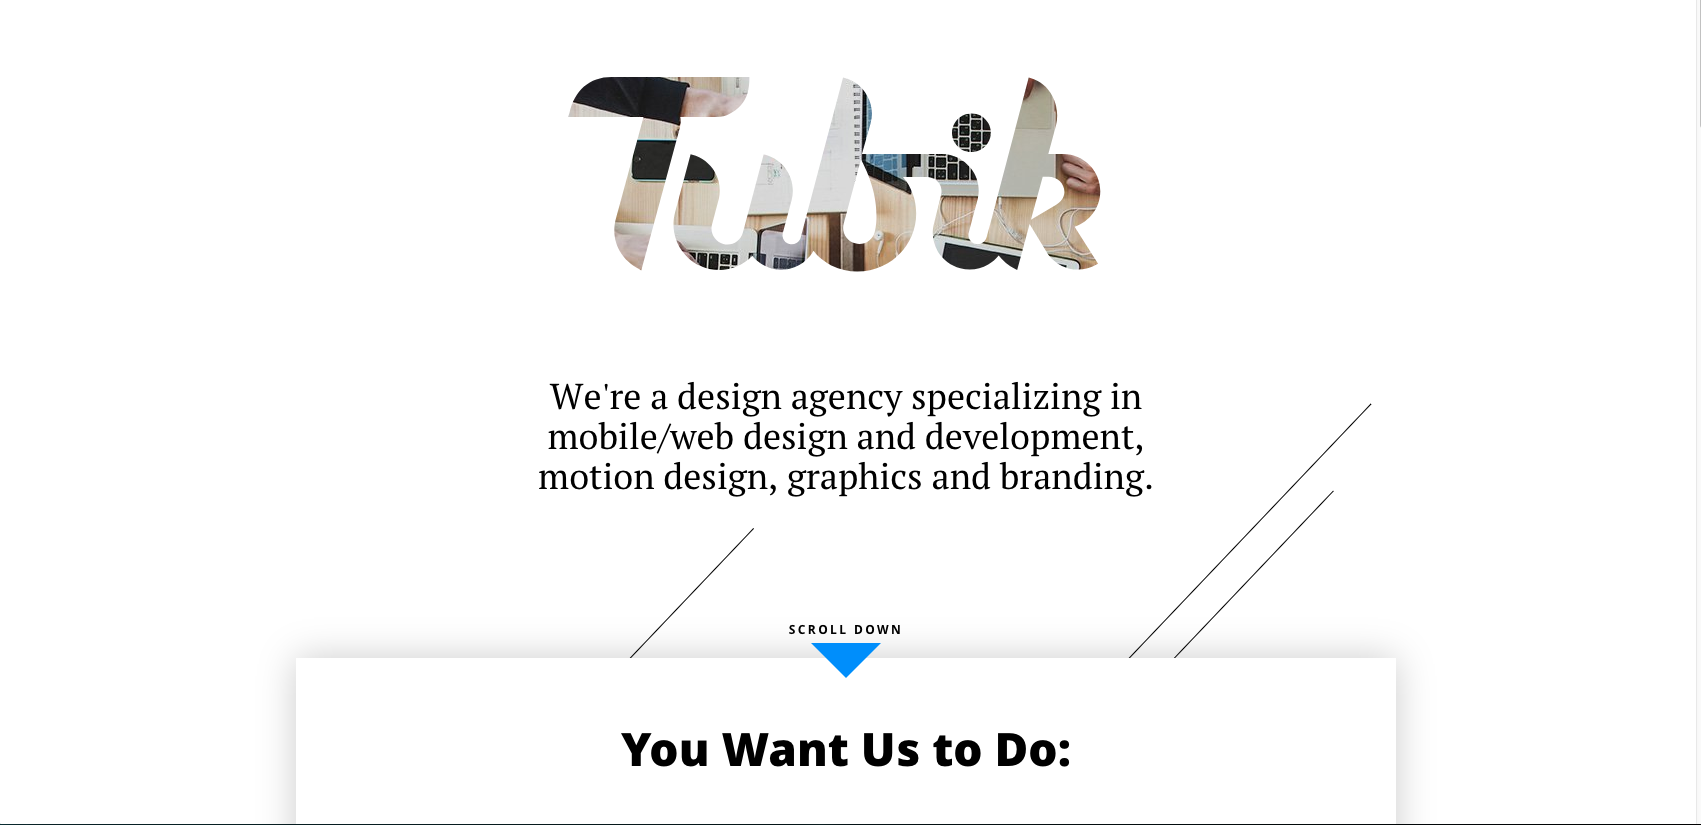 Tubik
We're a design agency specializing in
mobile/web design and development,
motion design, graphics and branding.
SCROLL DOWN
You Want Us to Do: